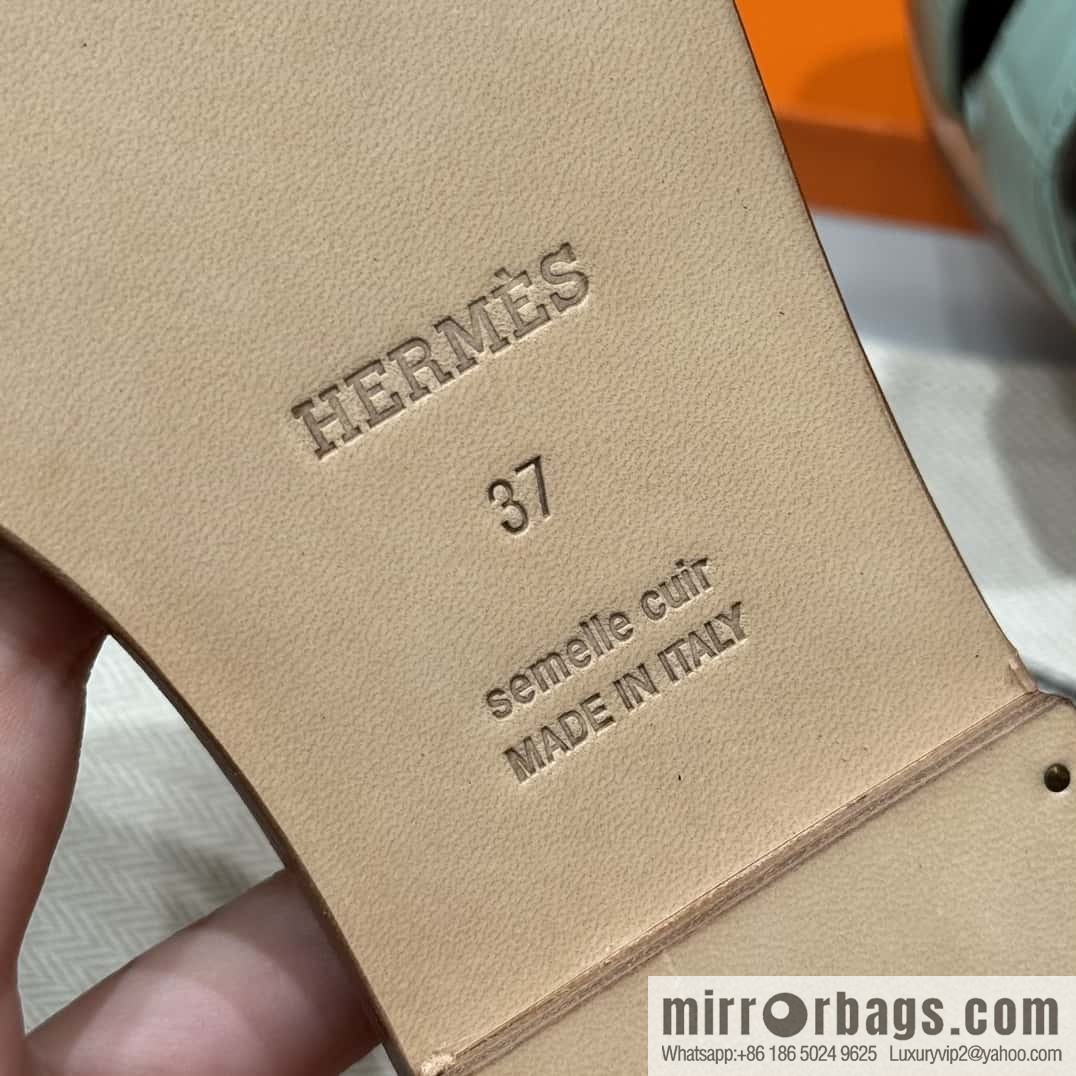 HERMÈS
37
semelle cuir
MADE IN ITALY
mirrorbags.com
Whatsapp:+86 186 5024 9625 Luxuryvip2@yahoo.com